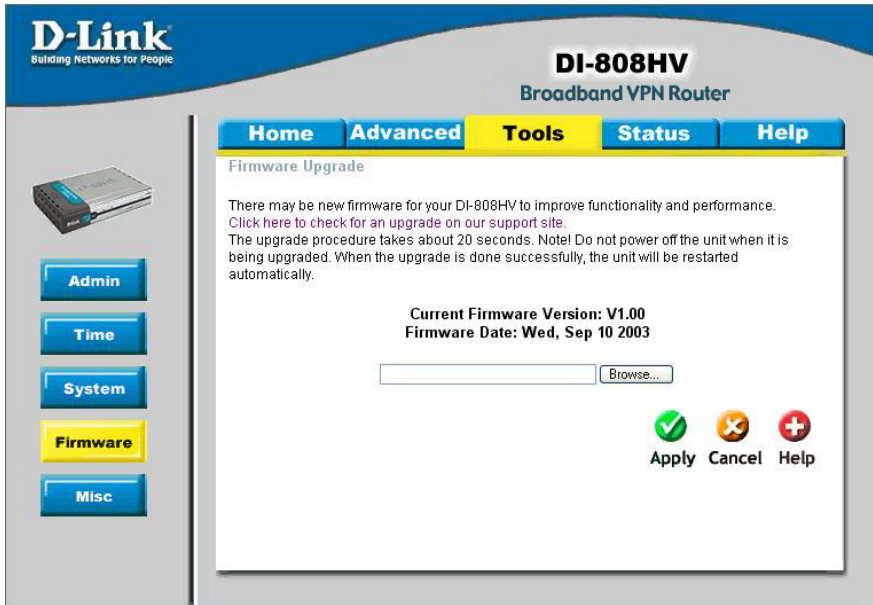 D-Link
Building Networks for People
DI-808HV
Broadband VPN Router
Home
Advanced
Tools
Status
Help
Firmware Upgrade
There may be new firmware for your DI-808HV to improve functionality and performance.
Click here to check for an upgrade on our support site.
The upgrade procedure takes about 20 seconds. Note! Do not power off the unit when it is
being upgraded. When the upgrade is done successfully, the unit will be restarted
automatically.
Admin
Time
System
Firmware
Misc
Current Firmware Version: V1.00
Firmware Date: Wed, Sep 10 2003
Browse...
Apply
Cancel
Help